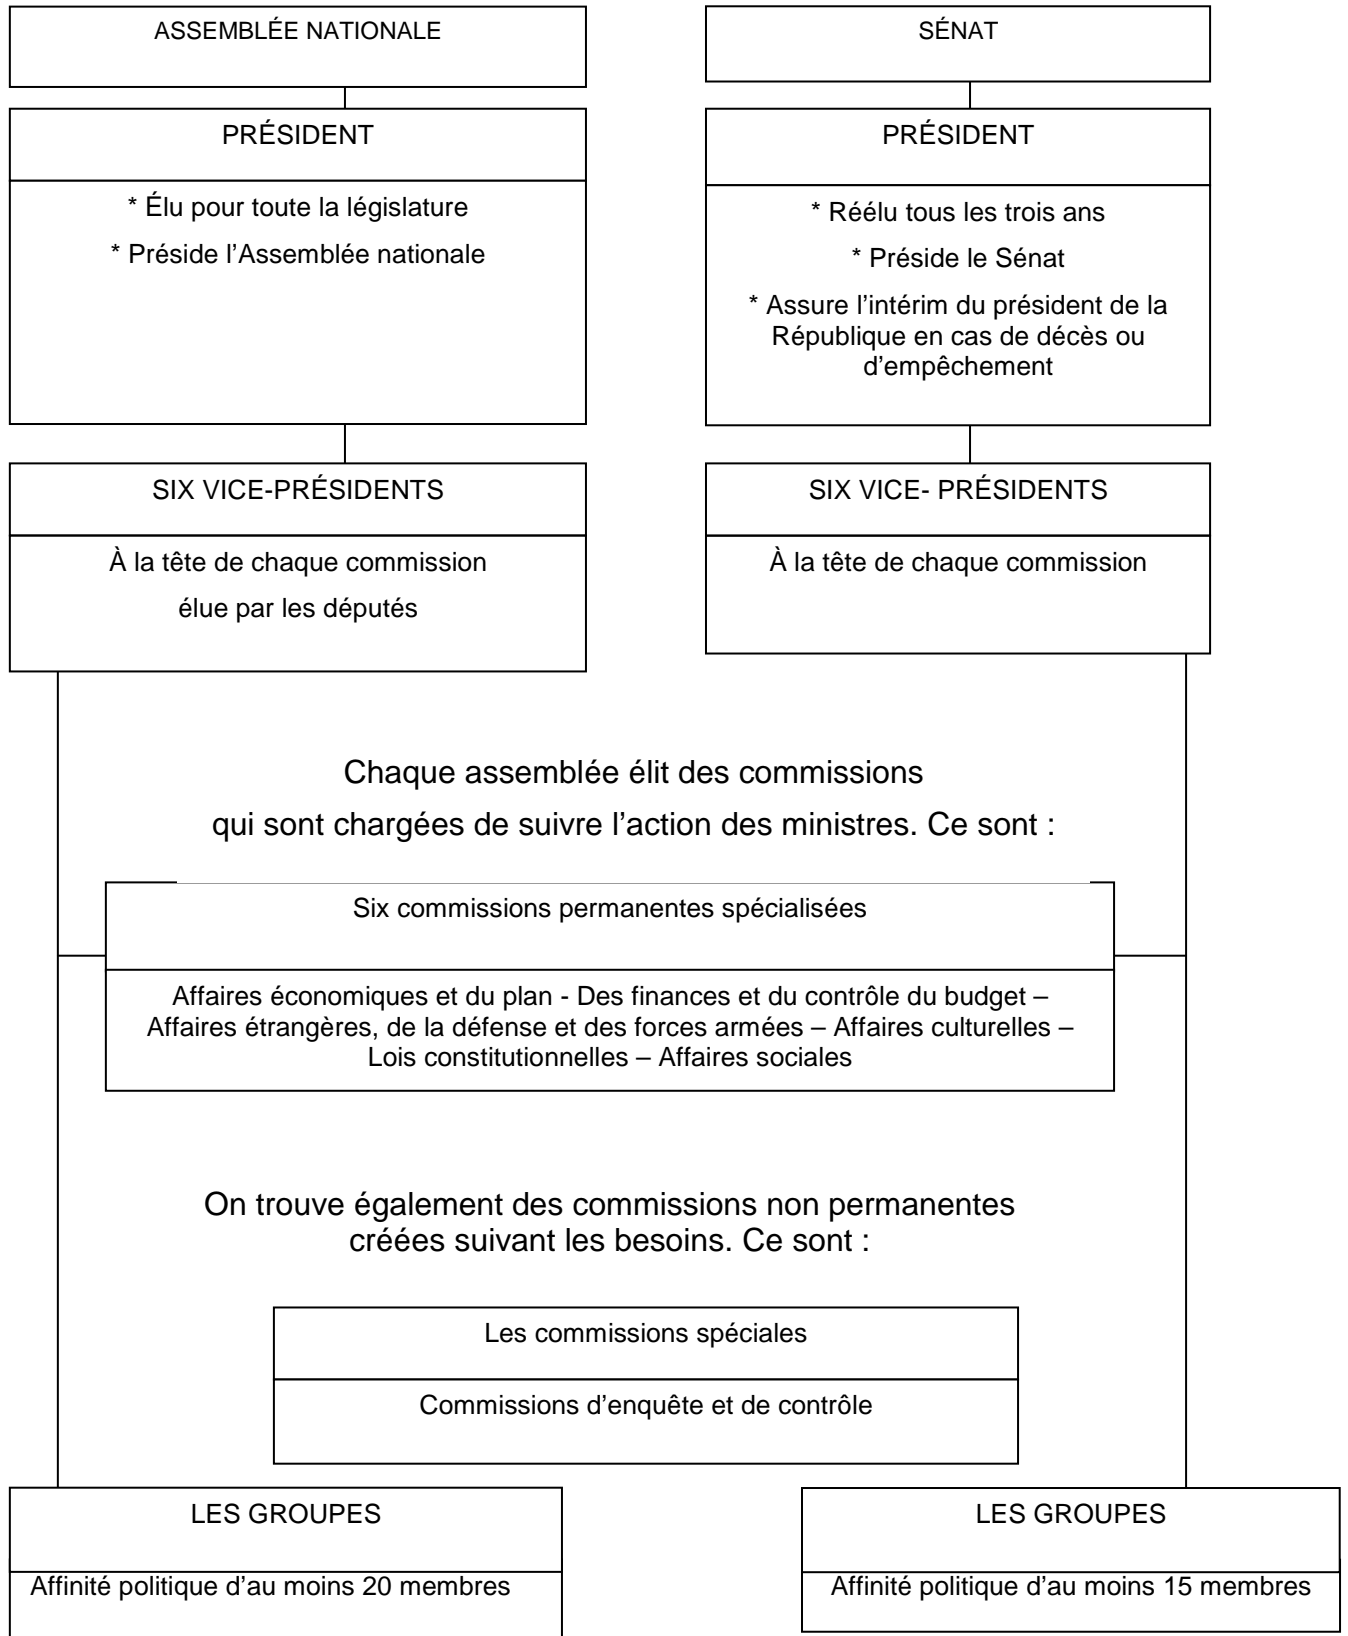 ASSEMBLÉE NATIONALE
PRÉSIDENT
* Élu pour toute la législature
* Préside l’Assemblée nationale
SIX VICE-PRÉSIDENTS
À la tête de chaque commission
élue par les députés
SÉNAT
PRÉSIDENT
* Réélu tous les trois ans
* Préside le Sénat
* Assure l’intérim du président de la
République en cas de décès ou
d’empêchement
SIX VICE- PRÉSIDENTS
À la tête de chaque commission
Chaque assemblée élit des commissions
qui sont chargées de suivre l’action des ministres. Ce sont :
Six commissions permanentes spécialisées
Affaires économiques et du plan - Des finances et du contrôle du budget –
Affaires étrangères, de la défense et des forces armées – Affaires culturelles –
Lois constitutionnelles – Affaires sociales
On trouve également des commissions non permanentes
créées suivant les besoins. Ce sont :
Les commissions spéciales
Commissions d’enquête et de contrôle
LES GROUPES
Affinité politique d’au moins 20 membres
LES GROUPES
Affinité politique d’au moins 15 membres